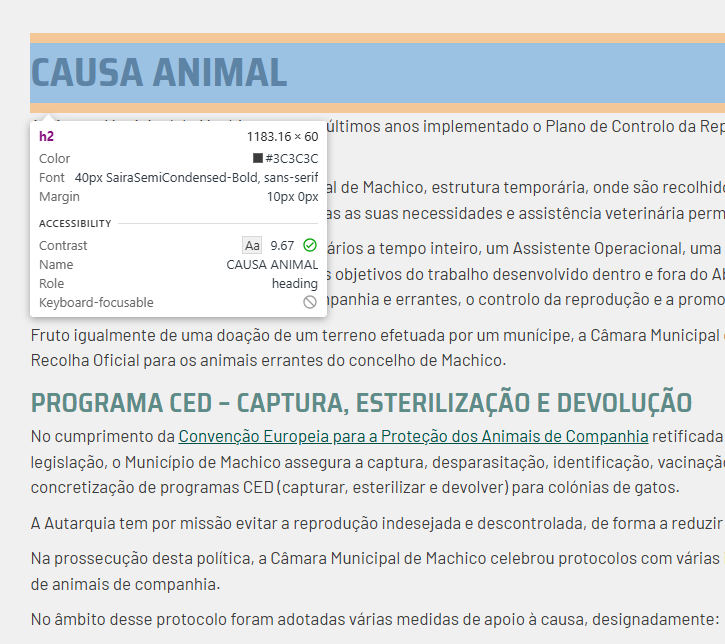 CAUSA ANIMAL
últimos anos implementado o Plano de Controlo da Rep
h2 1183.16 × 60
Color #3C3C3C
Font 40px SairaSemiCondensed-Bold, sans-serif
Margin 10px 0px
ACCESSIBILITY
Contrast Aa 9.67
Name CAUSA ANIMAL
Role heading
Keyboard-focusable
al de Machico, estrutura temporária, onde são recolhido
as as suas necessidades e assistência veterinária perm
ários a tempo inteiro, um Assistente Operacional, uma
s objetivos do trabalho desenvolvido dentro e fora do Ab
panhia e errantes, o controlo da reprodução e a promo
Fruto igualmente de uma doação de um terreno efetuada por um munícipe, a Câmara Municipal
Recolha Oficial para os animais errantes do concelho de Machico.
PROGRAMA CED – CAPTURA, ESTERILIZAÇÃO E DEVOLUÇÃO
No cumprimento da Convenção Europeia para a Proteção dos Animais de Companhia retificada
legislação, o Município de Machico assegura a captura, desparasitação, identificação, vacinaçã
concretização de programas CED (capturar, esterilizar e devolver) para colónias de gatos.
A Autarquia tem por missão evitar a reprodução indesejada e descontrolada, de forma a reduzir
Na prossecução desta política, a Câmara Municipal de Machico celebrou protocolos com várias
de animais de companhia.
No âmbito desse protocolo foram adotadas várias medidas de apoio à causa, designadamente: